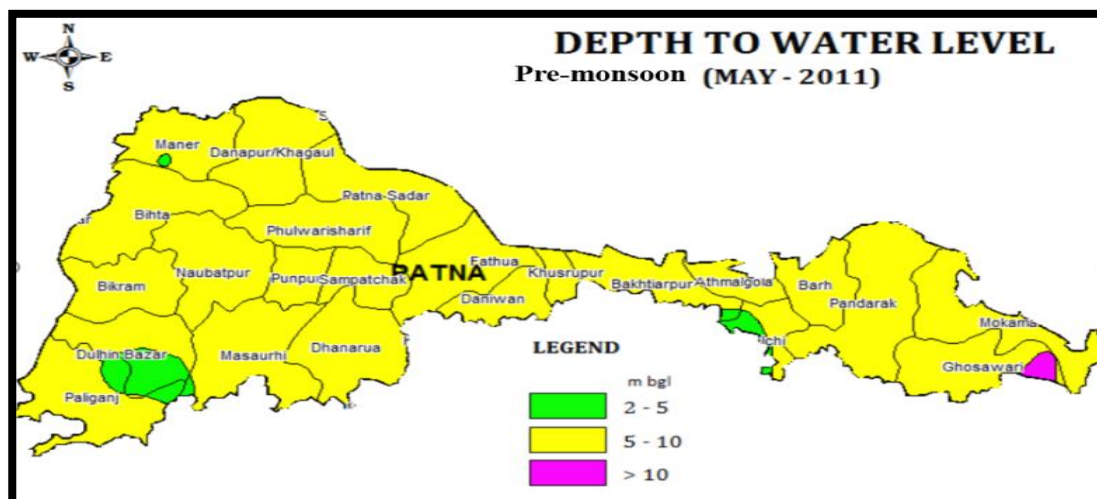 N
W E
S
DEPTH TO WATER LEVEL
Pre-monsoon (MAY - 2011)
Maner
Danapur/Khagaul
Patna-Sadar
Bihta
Phulwarisharif
PATNA
Fathua
Naubatpur
Punpun
Sampatchak
Khusrupur
Bikram
Daniwan
Bakhtiarpur
Athmalgola
Barh
Pandarak
Mokama
Dulhin Bazar
Masaurhi
Dhanarua
Ghosawari
Paliganj
LEGEND
m bgl
2 - 5
5 - 10
> 10